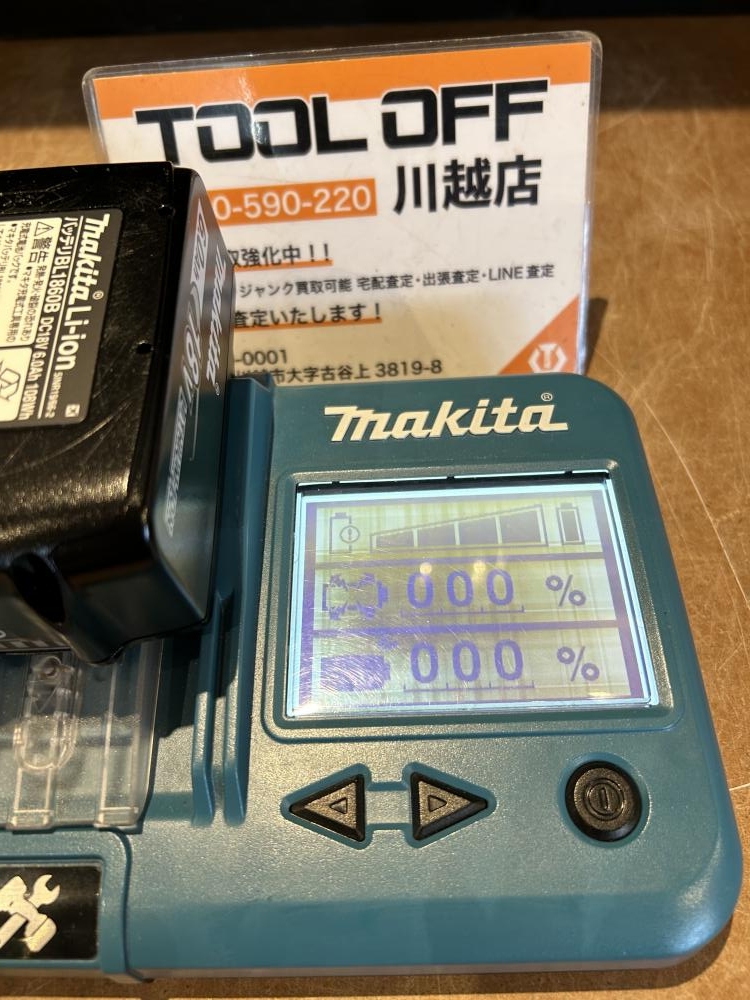 TOOL OFF
0-590-220 川越店
取強化中！！
ジャンク買取可能 宅配査定・出張査定・LINE査定
査定いたします！
-0001
市大字古谷上 3819-8
makita
Li-ion
バッテリBL1860B DC18V 6.0Ah 108Wh
警告
makita
000 %
000 %